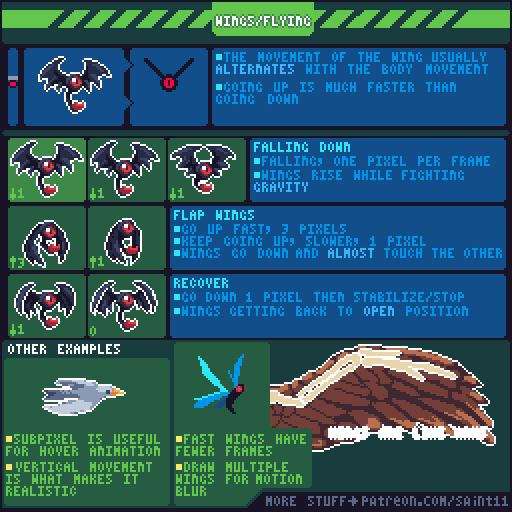 WINGS/FLYING
▪THE MOVEMENT OF THE WING USUALLY
ALTERNATES WITH THE BODY MOVEMENT
▪GOING UP IS MUCH FASTER THAN
GOING DOWN
↓1
↓1
↓1
FALLING DOWN
▪FALLING, ONE PIXEL PER FRAME
▪WINGS RISE WHILE FIGHTING
GRAVITY
↑3
↑1
FLAP WINGS
▪GO UP FAST, 3 PIXELS
▪KEEP GOING UP, SLOWER, 1 PIXEL
▪WINGS GO DOWN AND ALMOST TOUCH THE OTHER
↓1
0
RECOVER
▪GO DOWN 1 PIXEL THEN STABILIZE/STOP
▪WINGS GETTING BACK TO OPEN POSITION
OTHER EXAMPLES
▪SUBPIXEL IS USEFUL
FOR HOVER ANIMATION
▪VERTICAL MOVEMENT
IS WHAT MAKES IT
REALISTIC
▪FAST WINGS HAVE
FEWER FRAMES
▪DRAW MULTIPLE
WINGS FOR MOTION
BLUR
MORE STUFF→PATREON.COM/SAINT11